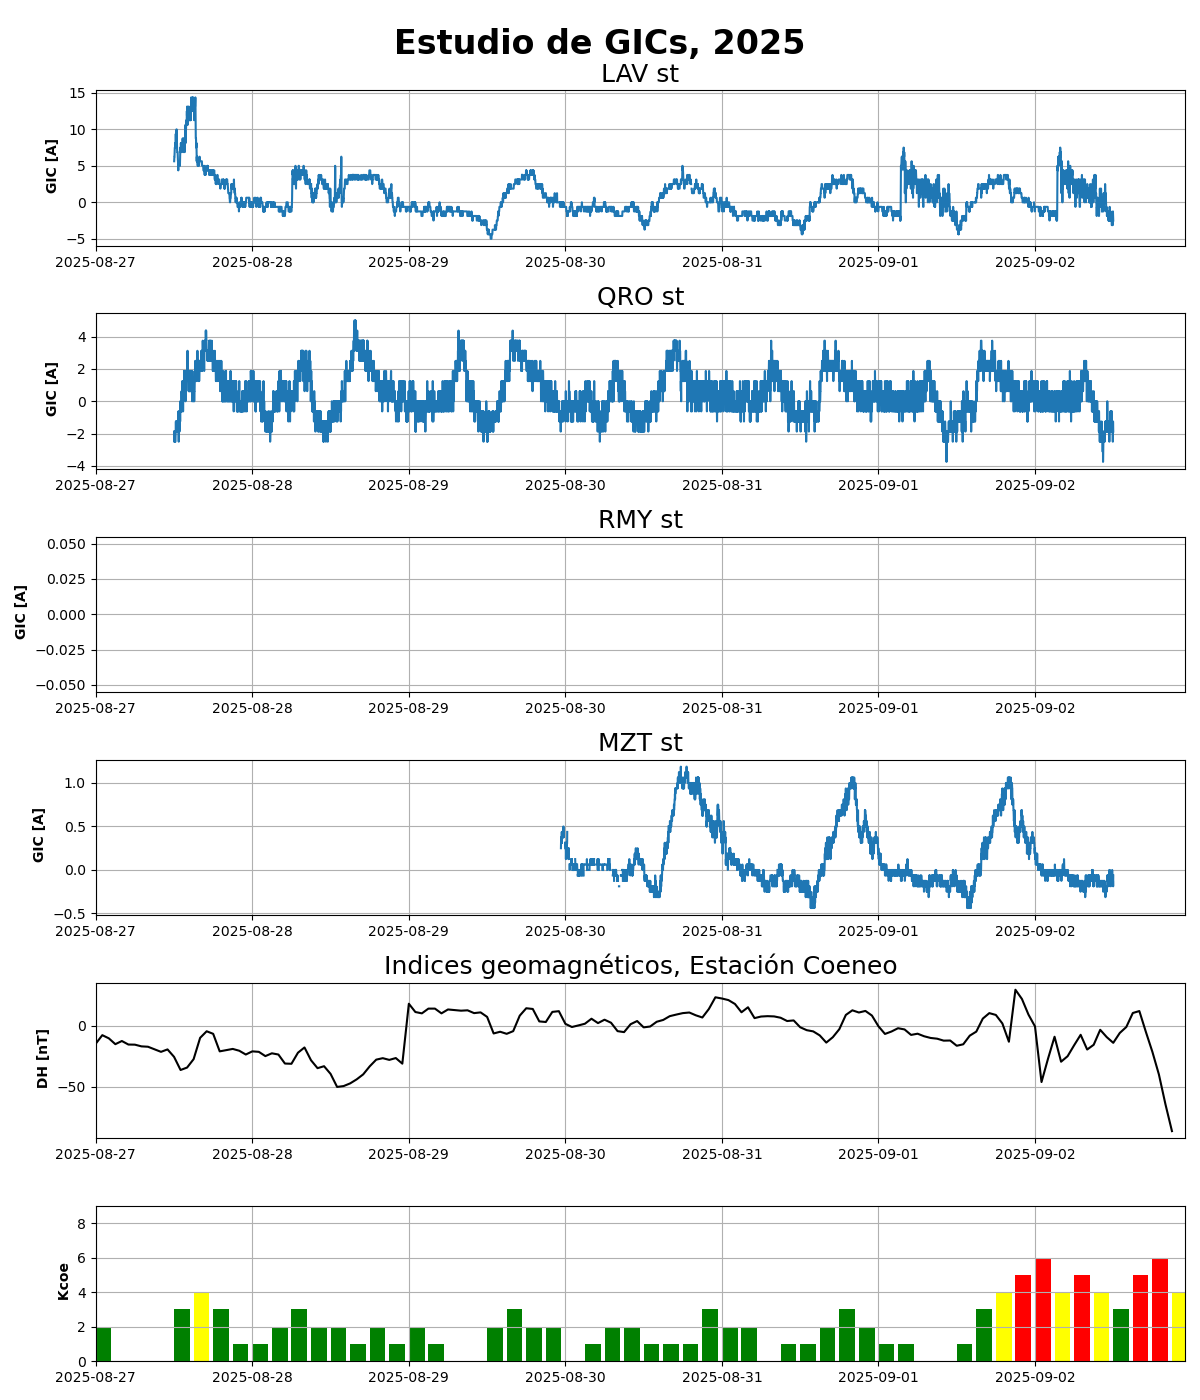 Estudio de GICs, 2025
LAV st
GIC [A]
15
10
5
0
−5
2025-08-27 2025-08-28 2025-08-29 2025-08-30 2025-08-31 2025-09-01 2025-09-02
QRO st
GIC [A]
4
2
0
−2
−4
2025-08-27 2025-08-28 2025-08-29 2025-08-30 2025-08-31 2025-09-01 2025-09-02
RMY st
GIC [A]
0.050
0.025
0.000
−0.025
−0.050
2025-08-27 2025-08-28 2025-08-29 2025-08-30 2025-08-31 2025-09-01 2025-09-02
MZT st
GIC [A]
1.0
0.5
0.0
−0.5
2025-08-27 2025-08-28 2025-08-29 2025-08-30 2025-08-31 2025-09-01 2025-09-02
Indices geomagnéticos, Estación Coeneo
DH [nT]
0
−50
2025-08-27 2025-08-28 2025-08-29 2025-08-30 2025-08-31 2025-09-01 2025-09-02
Kcoe
8
6
4
2
0
2025-08-27 2025-08-28 2025-08-29 2025-08-30 2025-08-31 2025-09-01 2025-09-02